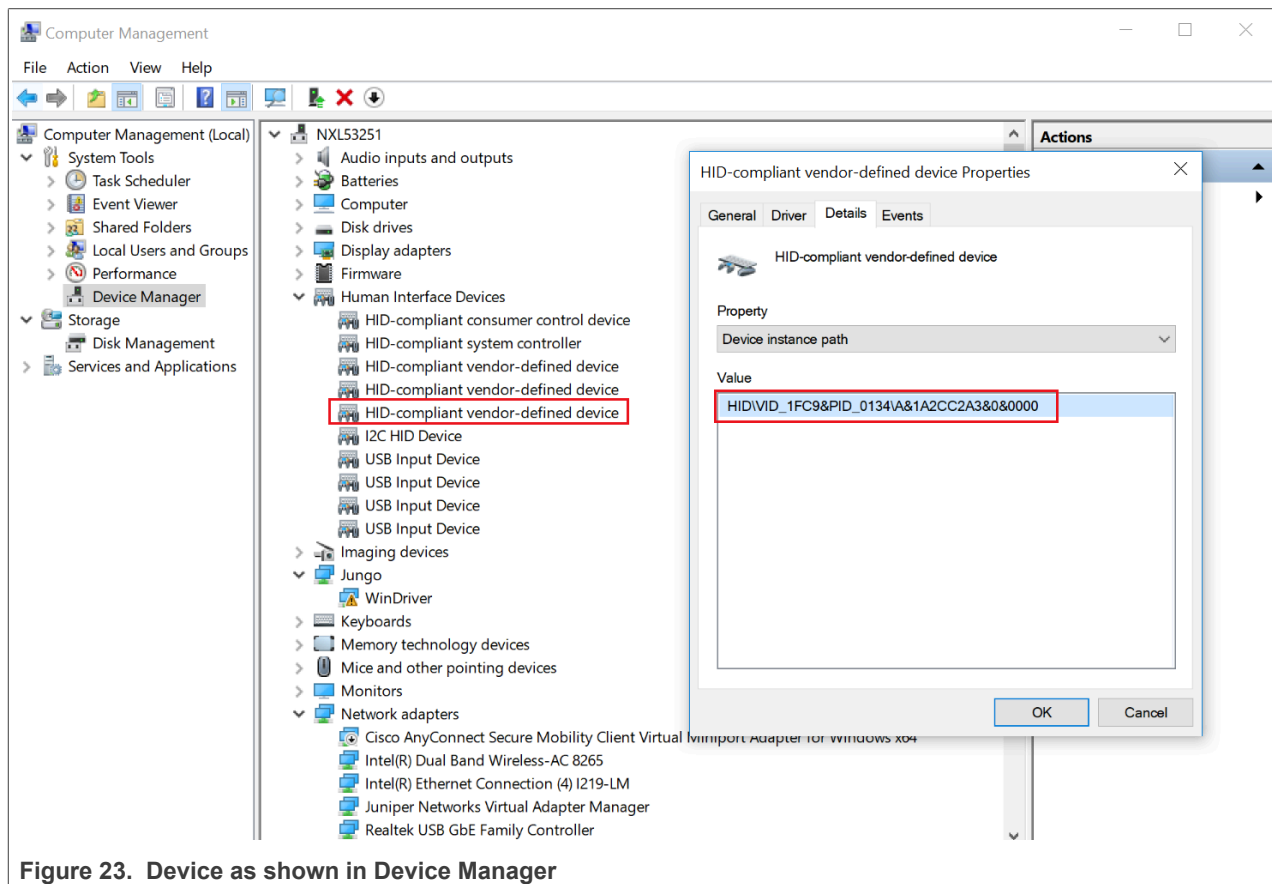 Computer Management
File Action View Help
Computer Management (Local)
System Tools
Task Scheduler
Event Viewer
Shared Folders
Local Users and Groups
Performance
Device Manager
Storage
Disk Management
Services and Applications
NXL53251
Audio inputs and outputs
Batteries
Computer
Disk drives
Display adapters
Firmware
Human Interface Devices
HID-compliant consumer control device
HID-compliant system controller
HID-compliant vendor-defined device
HID-compliant vendor-defined device
HID-compliant vendor-defined device
I2C HID Device
USB Input Device
USB Input Device
USB Input Device
USB Input Device
Imaging devices
Jungo
WinDriver
Keyboards
Memory technology devices
Mice and other pointing devices
Monitors
Network adapters
Cisco AnyConnect Secure Mobility Client Virtual Miniport Adapter for Windows x64
Intel(R) Dual Band Wireless-AC 8265
Intel(R) Ethernet Connection (4) I219-LM
Juniper Networks Virtual Adapter Manager
Realtek USB GbE Family Controller
Actions
HID-compliant vendor-defined device Properties
General Driver Details Events
HID-compliant vendor-defined device
Property
Device instance path
Value
HID\VID_1FC9&PID_0134\A&1A2CC2A3&0&0000
OK Cancel
Figure 23. Device as shown in Device Manager